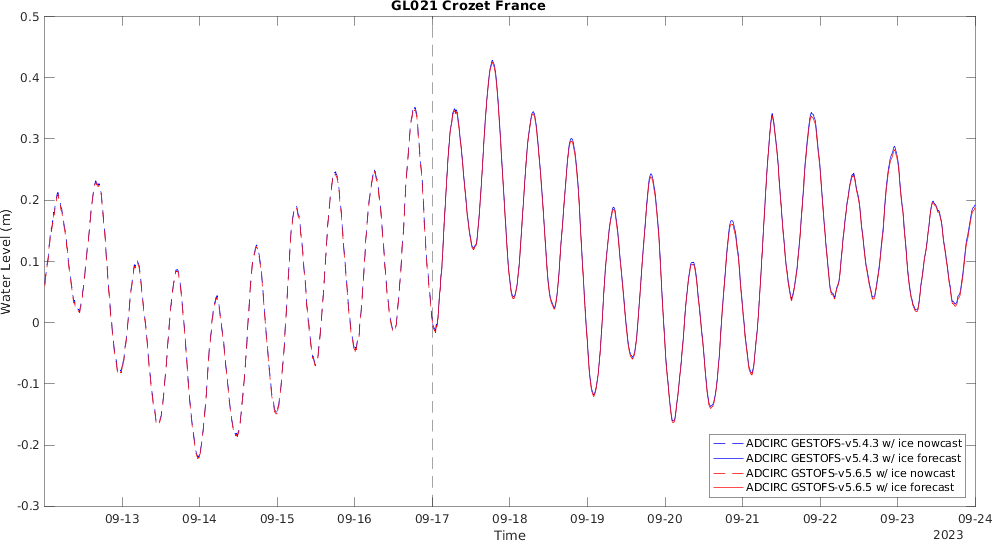 GL021 Crozet France
Water Level (m)
0.5
0.4
0.3
0.2
0.1
0
-0.1
-0.2
-0.3
ADCIRC GESTOFS-v5.4.3 w/ ice nowcast
ADCIRC GESTOFS-v5.4.3 w/ ice forecast
ADCIRC GSTOFS-v5.6.5 w/ ice nowcast
ADCIRC GSTOFS-v5.6.5 w/ ice forecast
09-13 09-14 09-15 09-16 09-17 09-18 09-19 09-20 09-21 09-22 09-23 09-24
Time
2023